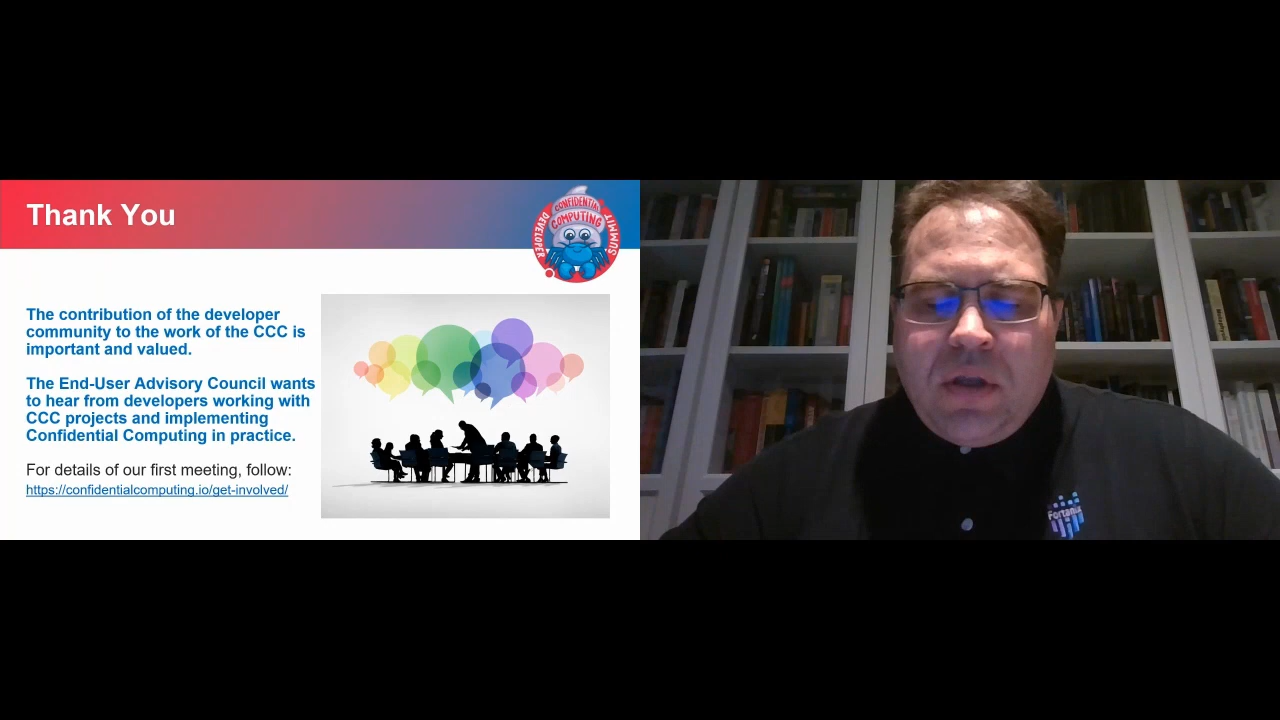 Thank You
CONFIDENTIAL
COMPUTING
DEVELOPER
SUMMIT
The contribution of the developer
community to the work of the CCC is
important and valued.
The End-User Advisory Council wants
to hear from developers working with
CCC projects and implementing
Confidential Computing in practice.
For details of our first meeting, follow:
https://confidentialcomputing.io/get-involved/
Fortanix